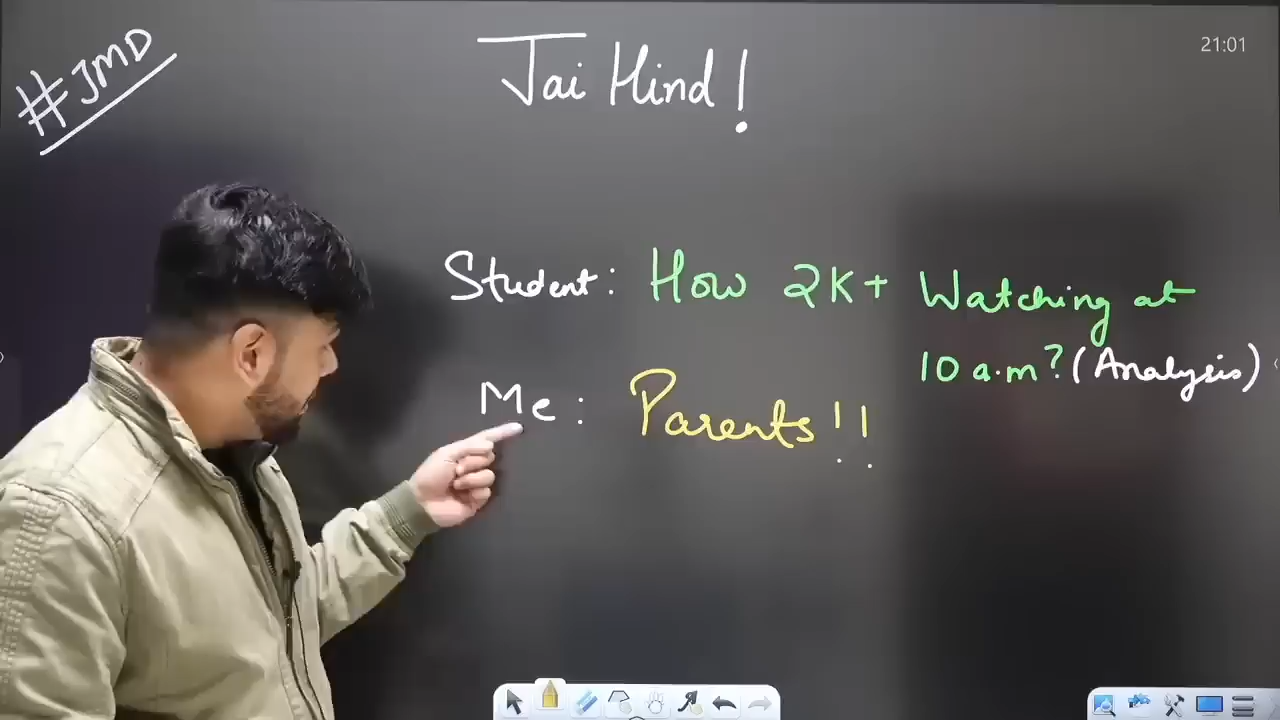 #JMD
Jai Hind!
21:01
Student: How 2K+ Watching at
10 a.m? (Analysis)
Me: Parents!!